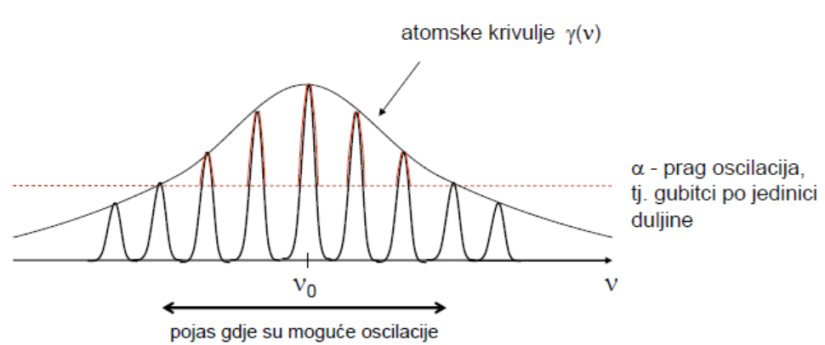 atomske krivulje γ(ν)
α - prag oscilacija,
tj. gubitci po jedinici
duljine
ν₀
ν
pojas gdje su moguće oscilacije